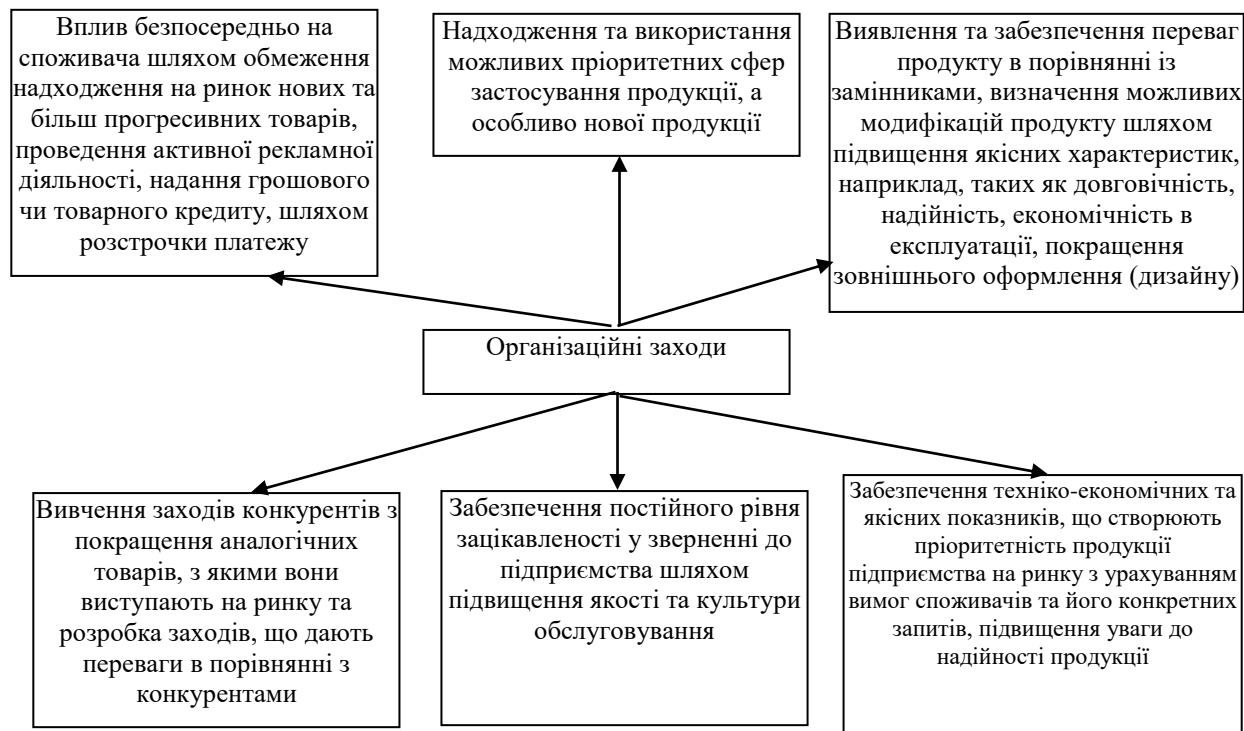 Вплив безпосередньо на
споживача шляхом обмеження
надходження на ринок нових та
більш прогресивних товарів,
проведення активної рекламної
діяльності, надання грошового
чи товарного кредиту, шляхом
розстрочки платежу
Надходження та використання
можливих пріоритетних сфер
застосування продукції, а
особливо нової продукції
Виявлення та забезпечення переваг
продукту в порівнянні із
замінниками, визначення можливих
модифікацій продукту шляхом
підвищення якісних характеристик,
наприклад, таких як довговічність,
надійність, економічність в
експлуатації, покращення
зовнішнього оформлення (дизайну)
Організаційні заходи
Вивчення заходів конкурентів з
покращення аналогічних
товарів, з якими вони
виступають на ринку та
розробка заходів, що дають
переваги в порівнянні з
конкурентами
Забезпечення постійного рівня
зацікавленості у зверненні до
підприємства шляхом
підвищення якості та культури
обслуговування
Забезпечення техніко-економічних та
якісних показників, що створюють
пріоритетність продукції
підприємства на ринку з урахуванням
вимог споживачів та його конкретних
запитів, підвищення уваги до
надійності продукції